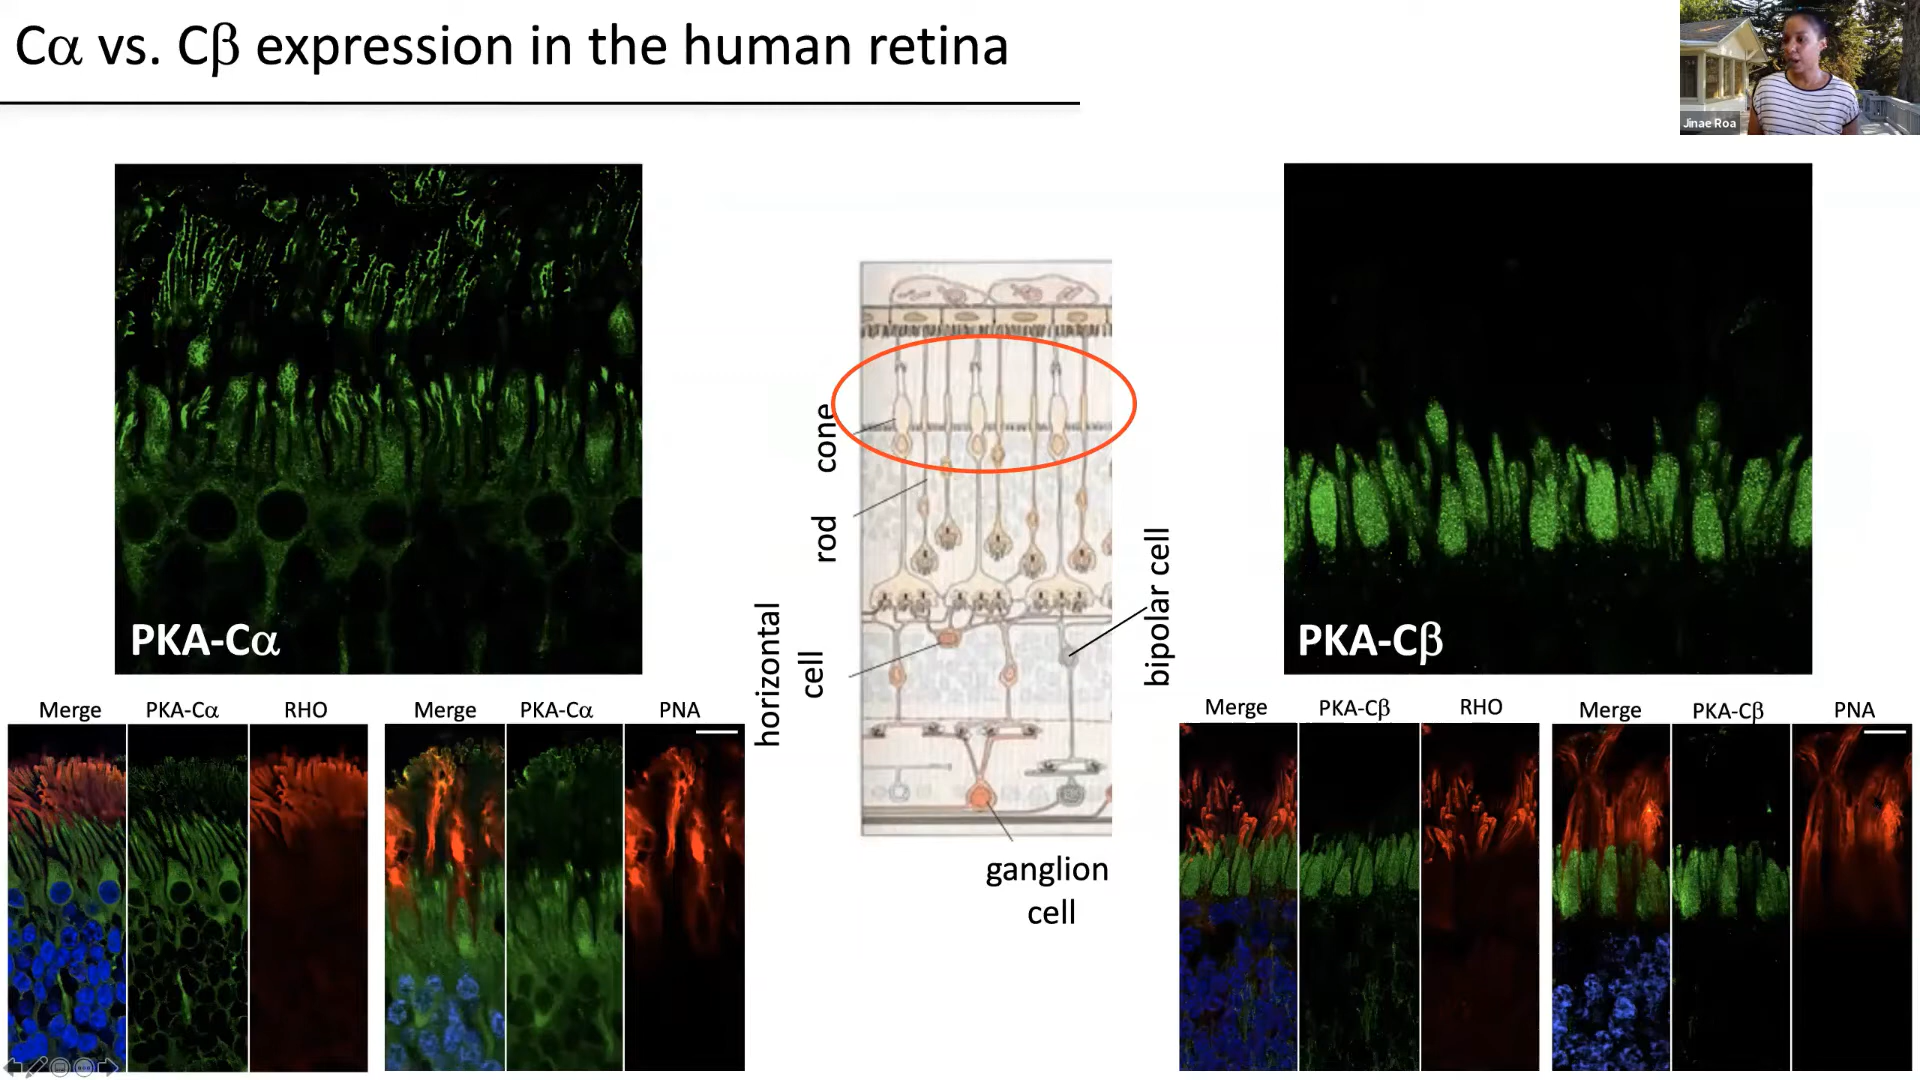 Cα vs. Cβ expression in the human retina
Jinae Roa
PKA-Cα
cone
rod
horizontal
cell
bipolar cell
ganglion
cell
PKA-Cβ
Merge PKA-Cα RHO
Merge PKA-Cα PNA
Merge PKA-Cβ RHO
Merge PKA-Cβ PNA